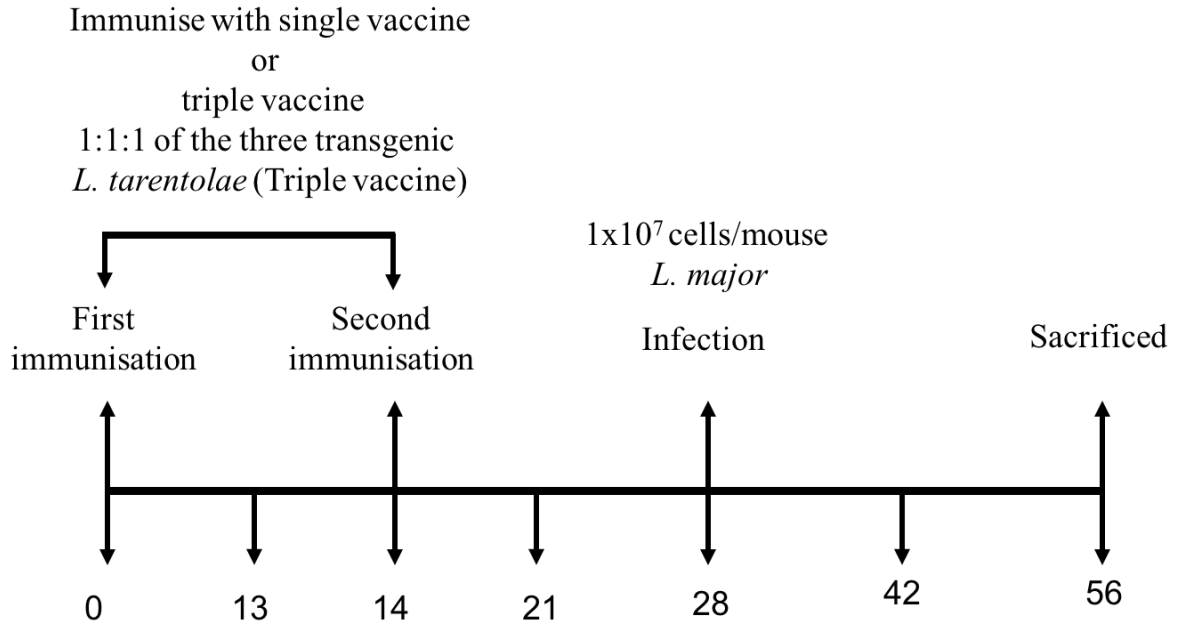 Immunise with single vaccine
or
triple vaccine
1:1:1 of the three transgenic
L. tarentolae (Triple vaccine)
1x10⁷ cells/mouse
L. major
First
immunisation
Second
immunisation
Infection
Sacrificed
0
13
14
21
28
42
56